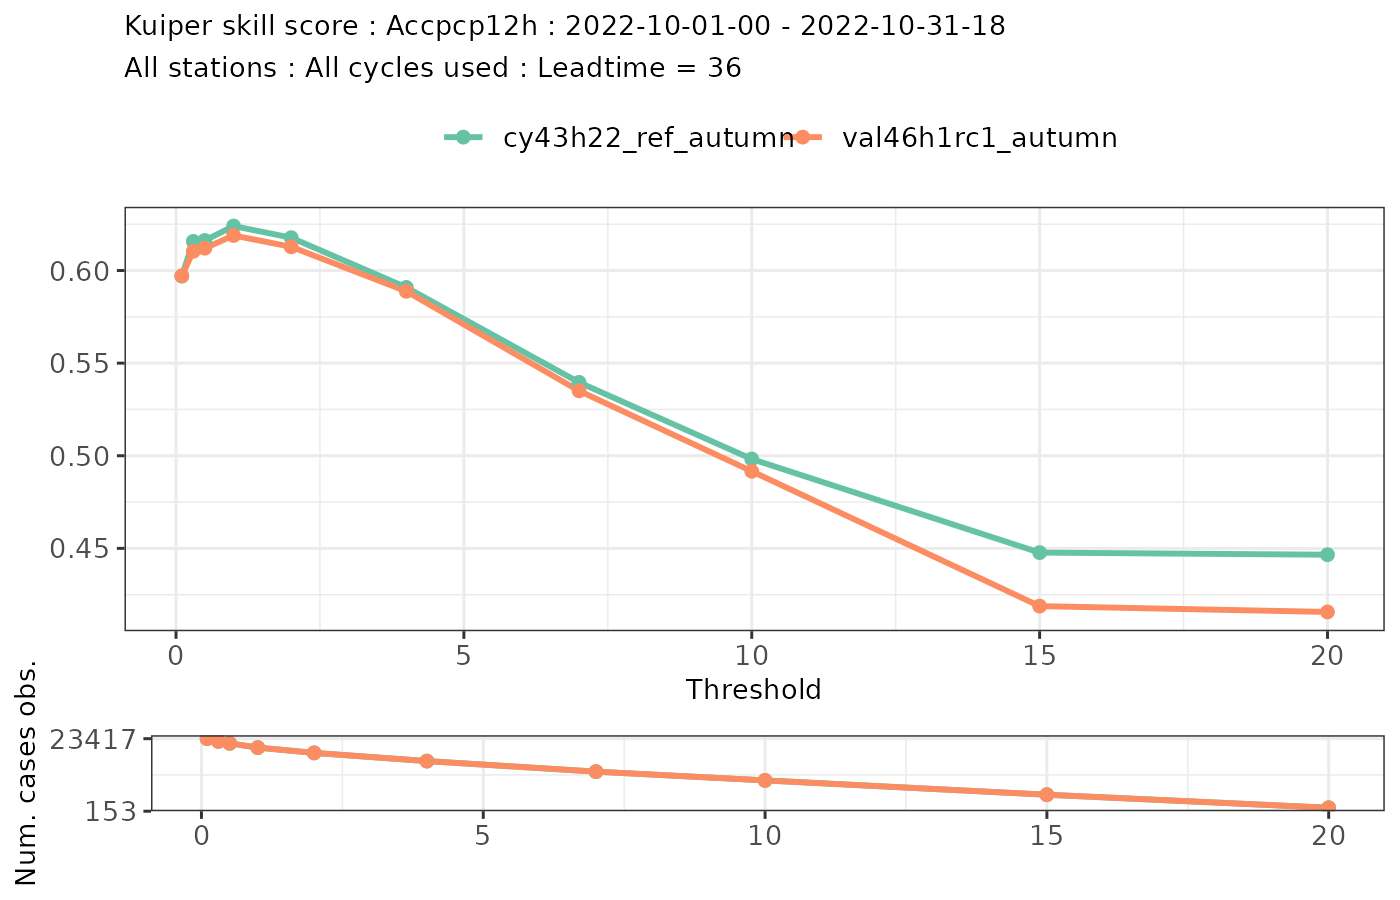 Kuiper skill score : Accpcp12h : 2022-10-01-00 - 2022-10-31-18
All stations : All cycles used : Leadtime = 36
cy43h22_ref_autumn val46h1rc1_autumn
0.60
0.55
0.50
0.45
0 5 10 15 20
Threshold
Num. cases obs.
23417
153
0 5 10 15 20